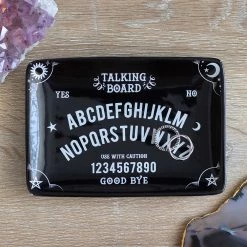 TALKING
BOARD
YES NO
ABCDEFGHIJKLM
NOPQRSTUVWXYZ
USE WITH CAUTION
1234567890
GOOD BYE